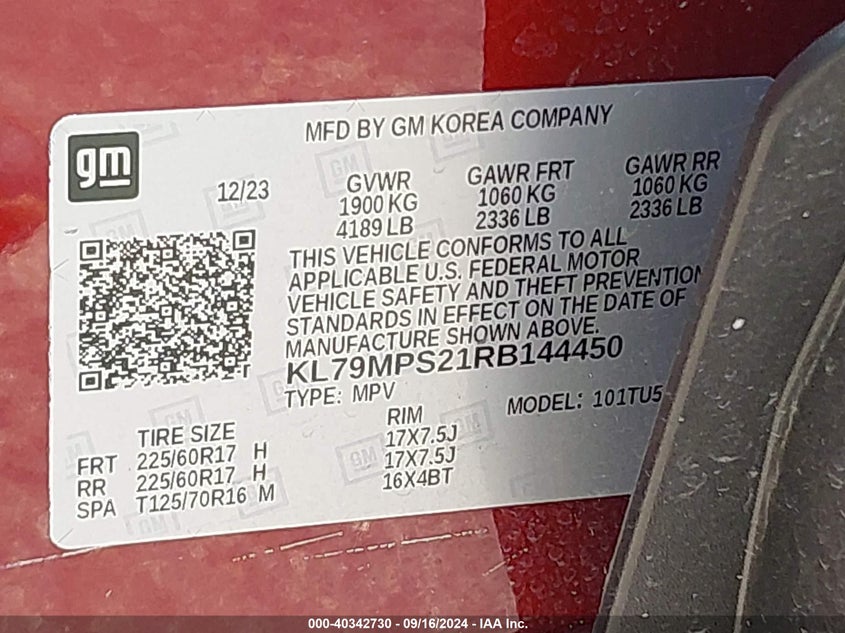 MFD BY GM KOREA COMPANY
gm
12/23
GVWR GAWR FRT GAWR RR
1900 KG 1060 KG 1060 KG
4189 LB 2336 LB 2336 LB
THIS VEHICLE CONFORMS TO ALL
APPLICABLE U.S. FEDERAL MOTOR
VEHICLE SAFETY AND THEFT PREVENTION
STANDARDS IN EFFECT ON THE DATE OF
MANUFACTURE SHOWN ABOVE.
KL79MPS21RB144450
TYPE: MPV MODEL: 101TU5
TIRE SIZE RIM
FRT 225/60R17 H 17X7.5J
RR 225/60R17 H 17X7.5J
SPA T125/70R16 M 16X4BT
000-40342730 - 09/16/2024 - IAA Inc.